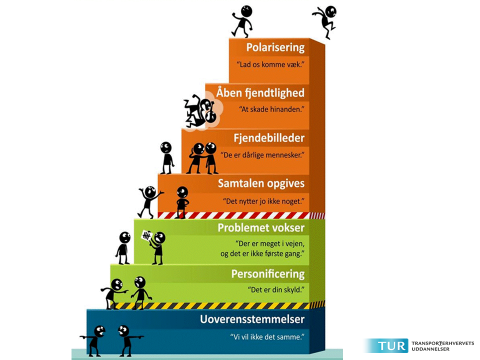 Polarisering
"Lad os komme væk."
Åben fjendtlighed
"At skade hinanden."
Fjendebilleder
"De er dårlige mennesker."
Samtalen opgives
"Det nytter jo ikke noget."
Problemet vokser
"Der er meget i vejen,
og det er ikke første gang."
Personificering
"Det er din skyld."
Uoverensstemmelser
"Vi vil ikke det samme."
TUR TRANSPORTERHVERVETS
UDDANNELSER